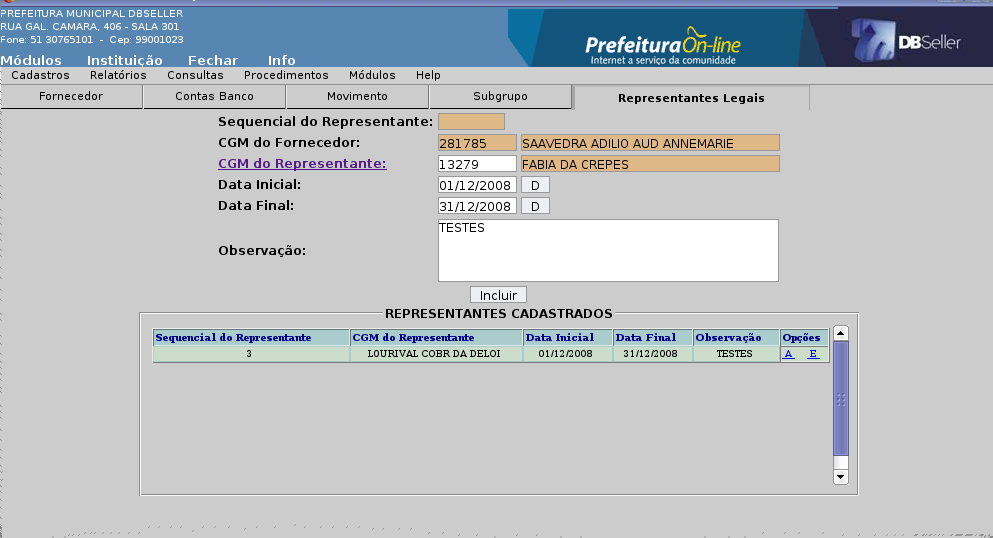 PREFEITURA MUNICIPAL DBSELLER
RUA GAL. CAMARA, 406 - SALA 301
Fone: 51 30765101 - Cep: 99001023
PrefeituraOn-line
Internet a serviço da comunidade
DBSeller
Módulos Instituição Fechar Info
Cadastros Relatórios Consultas Procedimentos Módulos Help
Fornecedor Contas Banco Movimento Subgrupo Representantes Legais
Sequencial do Representante:
CGM do Fornecedor: 281785 SAAVEDRA ADILIO AUD ANNEMARIE
CGM do Representante: 13279 FABIA DA CREPES
Data Inicial: 01/12/2008 D
Data Final: 31/12/2008 D
Observação: TESTES
Incluir
REPRESENTANTES CADASTRADOS
Sequencial do Representante CGM do Representante Data Inicial Data Final Observação Opções
3 LOURIVAL COBR DA DELOI 01/12/2008 31/12/2008 TESTES A E